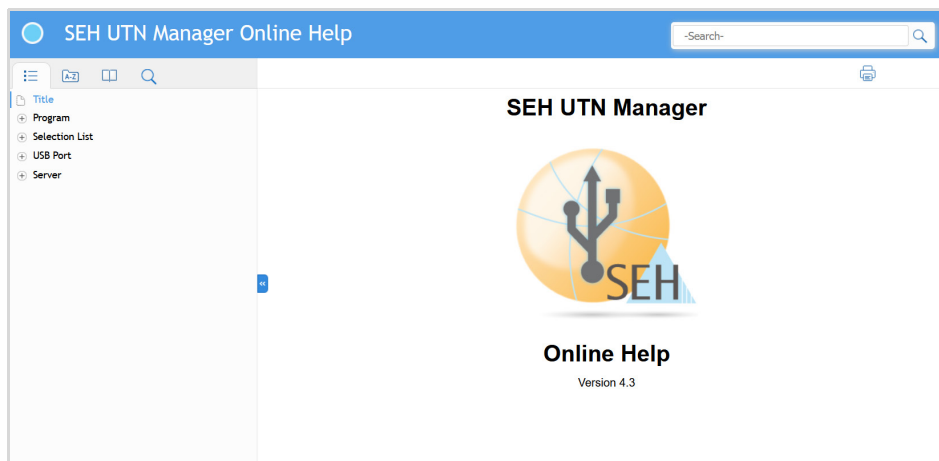 SEH UTN Manager Online Help
-Search-
A-Z
Title
Program
Selection List
USB Port
Server
SEH UTN Manager
SEH
Online Help
Version 4.3